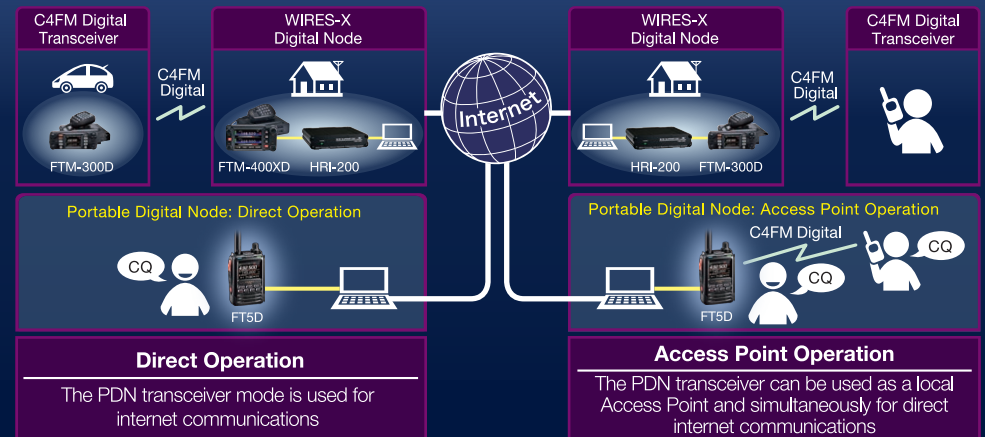 C4FM Digital
Transceiver
C4FM
Digital
FTM-300D
WIRES-X
Digital Node
FTM-400XD
HRI-200
Internet
WIRES-X
Digital Node
HRI-200
FTM-300D
C4FM
Digital
C4FM Digital
Transceiver
Portable Digital Node: Direct Operation
CQ
FT5D
Portable Digital Node: Access Point Operation
C4FM Digital
CQ
CQ
FT5D
Direct Operation
The PDN transceiver mode is used for
internet communications
Access Point Operation
The PDN transceiver can be used as a local
Access Point and simultaneously for direct
internet communications